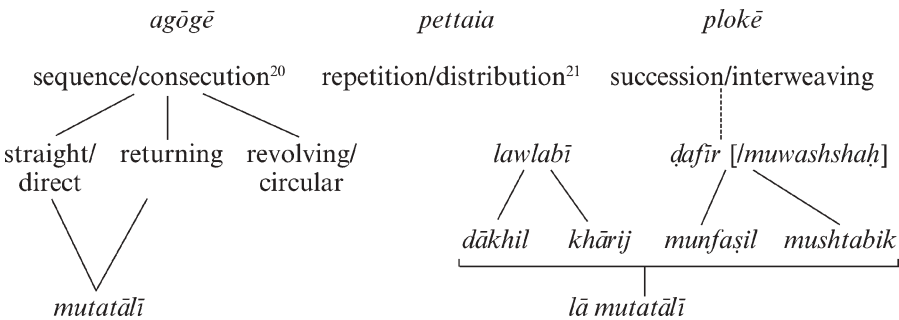 agōgē pettaia plokē
sequence/consecution²⁰ repetition/distribution²¹ succession/interweaving
straight/ returning revolving/ lawlabī ḍafīr [/muwashshaḥ]
direct circular
dākhil khārij munfaṣil mushtabik
mutatālī lā mutatālī